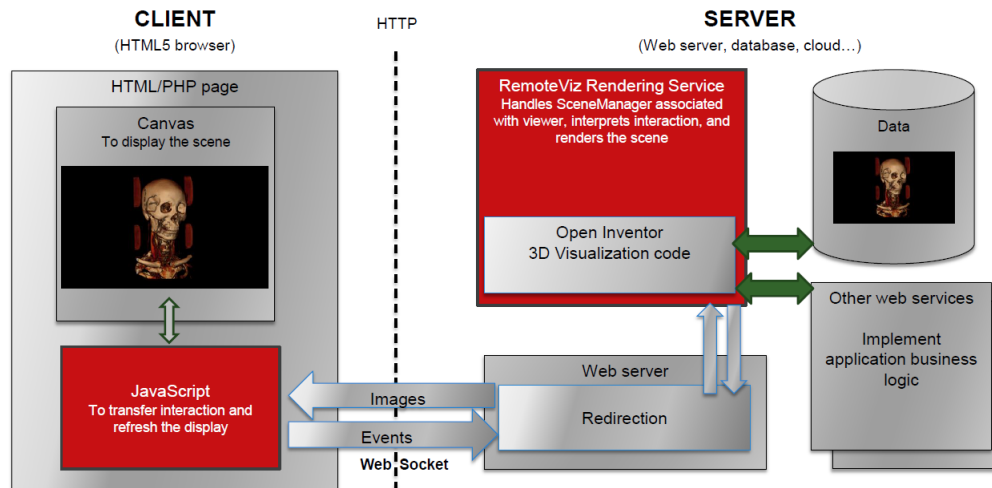 CLIENT
(HTML5 browser)
HTTP
SERVER
(Web server, database, cloud…)
HTML/PHP page
Canvas
To display the scene
JavaScript
To transfer interaction and
refresh the display
Images
Events
Web Socket
RemoteViz Rendering Service
Handles SceneManager associated
with viewer, interprets interaction, and
renders the scene
Open Inventor
3D Visualization code
Web server
Redirection
Data
Other web services
Implement
application business
logic